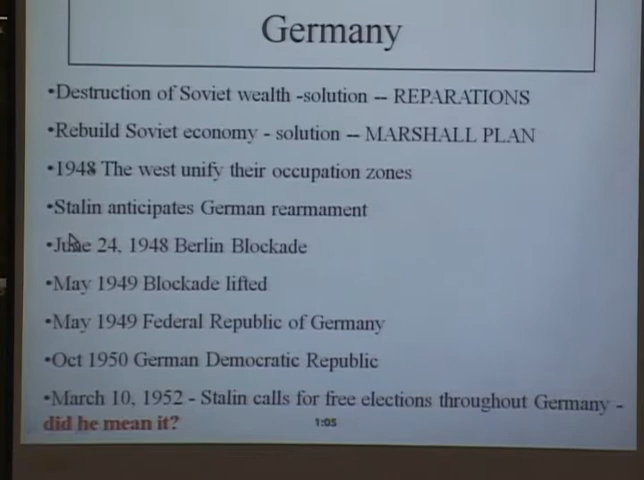 Germany
•Destruction of Soviet wealth -solution -- REPARATIONS
•Rebuild Soviet economy - solution -- MARSHALL PLAN
•1948 The west unify their occupation zones
•Stalin anticipates German rearmament
•June 24, 1948 Berlin Blockade
•May 1949 Blockade lifted
•May 1949 Federal Republic of Germany
•Oct 1950 German Democratic Republic
•March 10, 1952 - Stalin calls for free elections throughout Germany -
did he mean it?
1:05